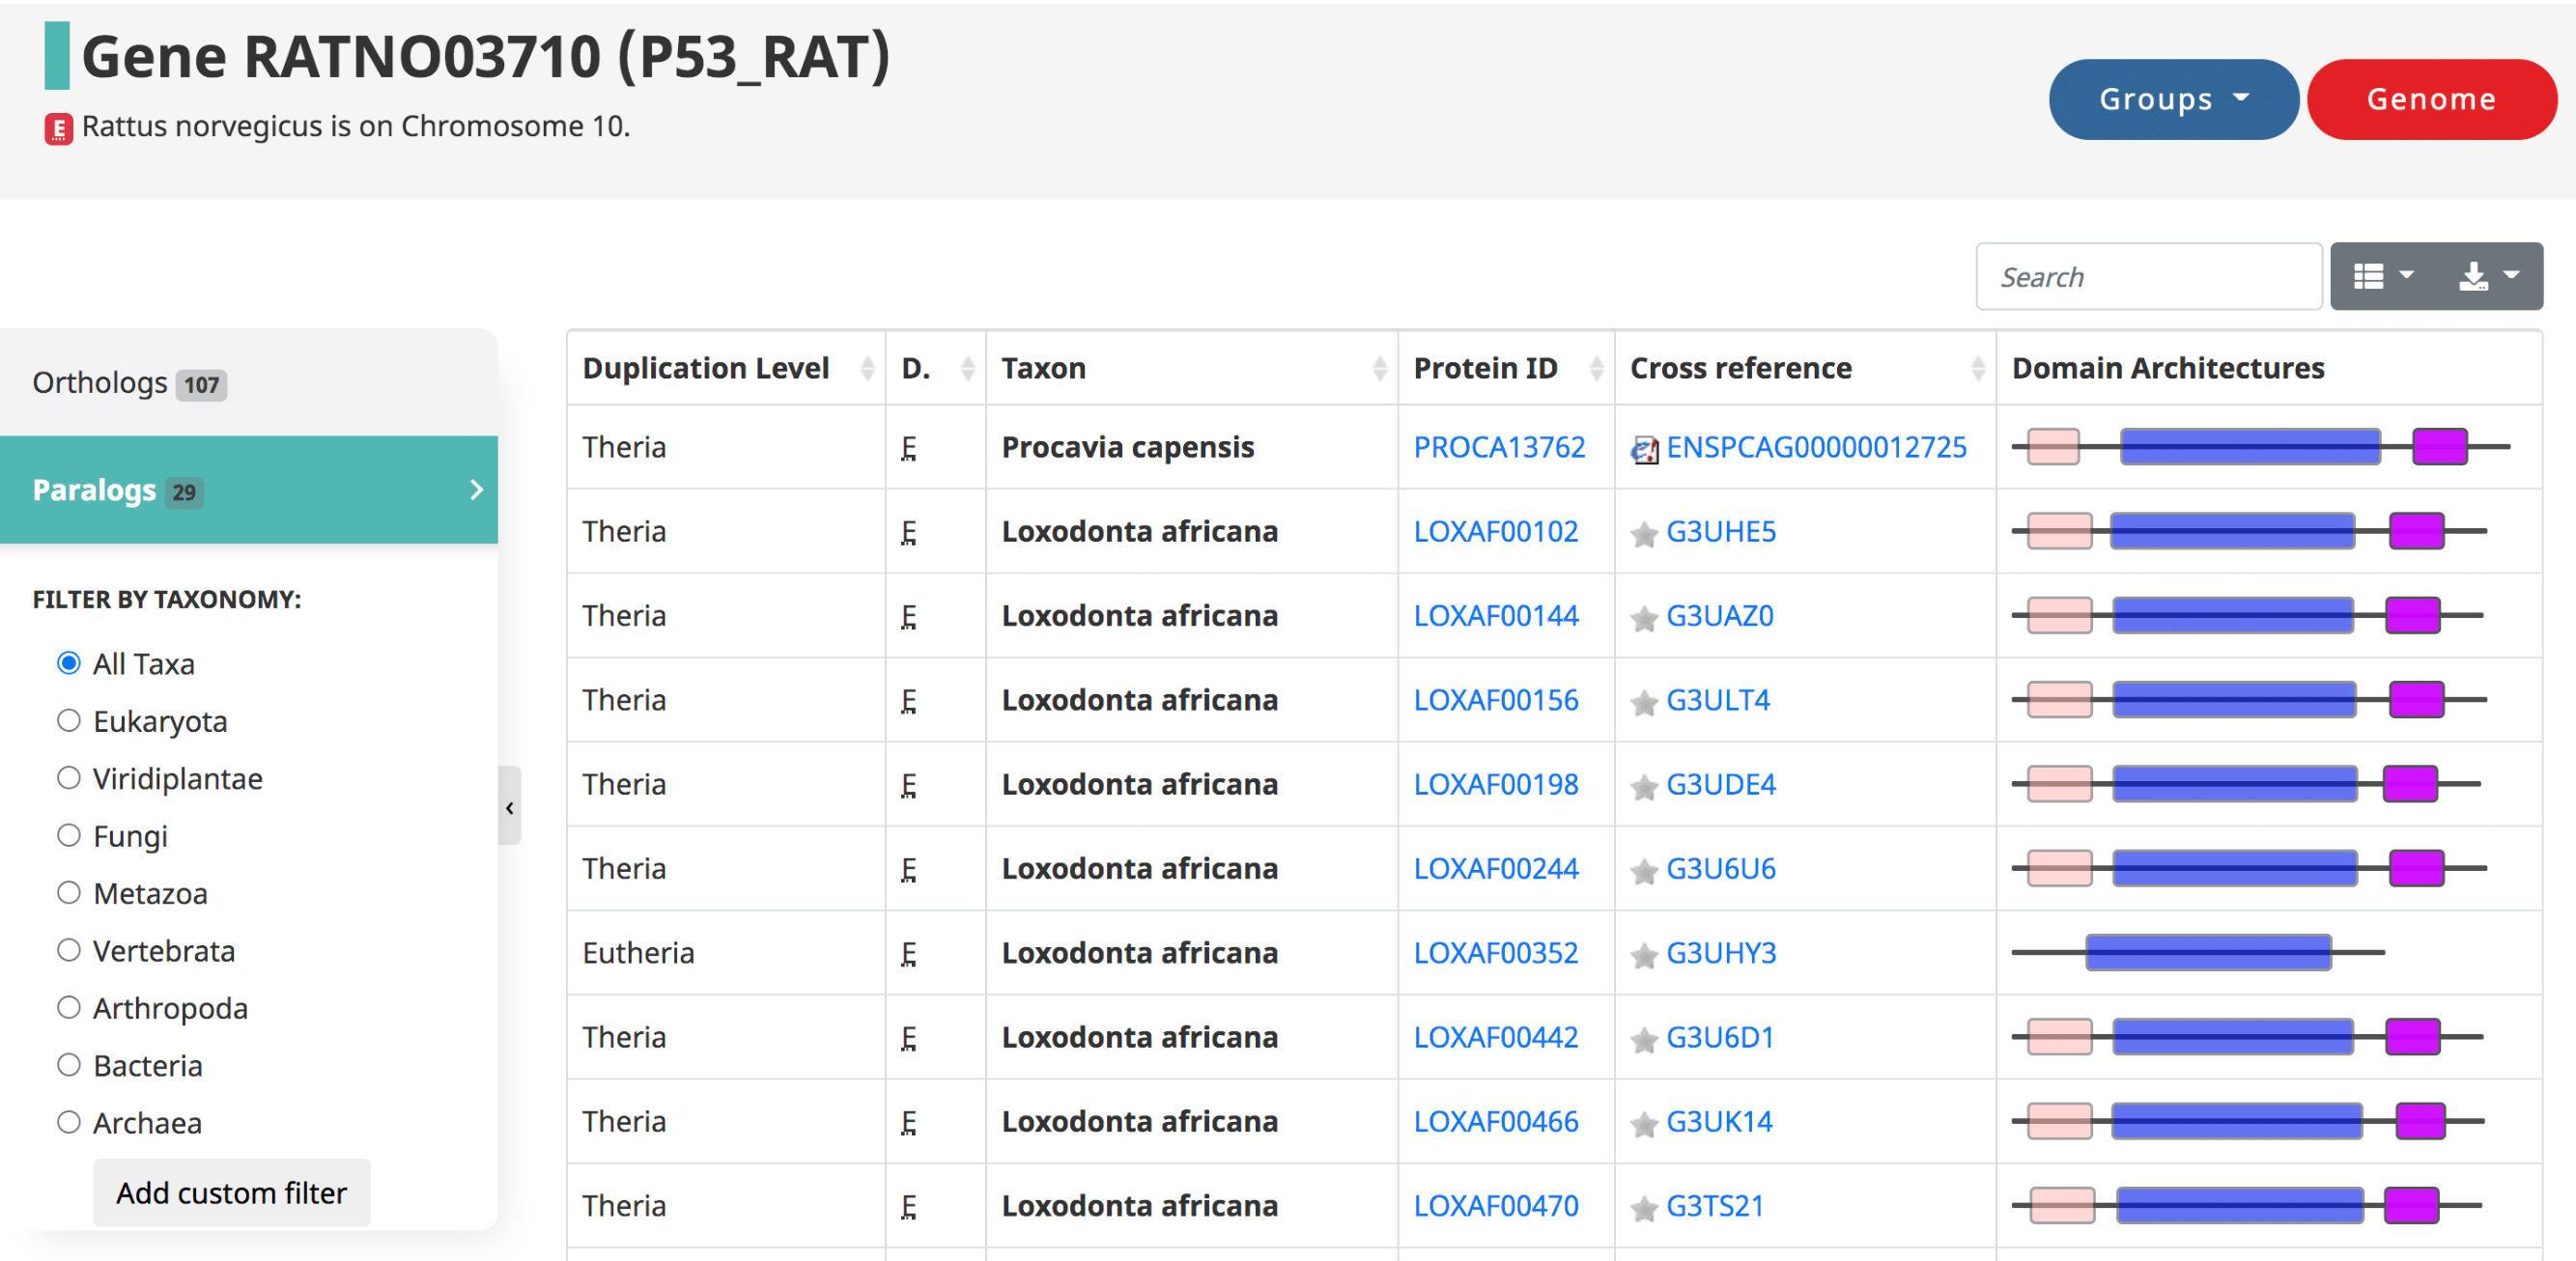 Gene RATNO03710 (P53_RAT)
E Rattus norvegicus is on Chromosome 10.
Groups
Genome
Search
Orthologs 107
Paralogs 29
FILTER BY TAXONOMY:
All Taxa
Eukaryota
Viridiplantae
Fungi
Metazoa
Vertebrata
Arthropoda
Bacteria
Archaea
Add custom filter
Duplication Level D. Taxon Protein ID Cross reference Domain Architectures
Theria E Procavia capensis PROCA13762 ENSPCAG00000012725
Theria E Loxodonta africana LOXAF00102 G3UHE5
Theria E Loxodonta africana LOXAF00144 G3UAZ0
Theria E Loxodonta africana LOXAF00156 G3ULT4
Theria E Loxodonta africana LOXAF00198 G3UDE4
Theria E Loxodonta africana LOXAF00244 G3U6U6
Eutheria E Loxodonta africana LOXAF00352 G3UHY3
Theria E Loxodonta africana LOXAF00442 G3U6D1
Theria E Loxodonta africana LOXAF00466 G3UK14
Theria E Loxodonta africana LOXAF00470 G3TS21